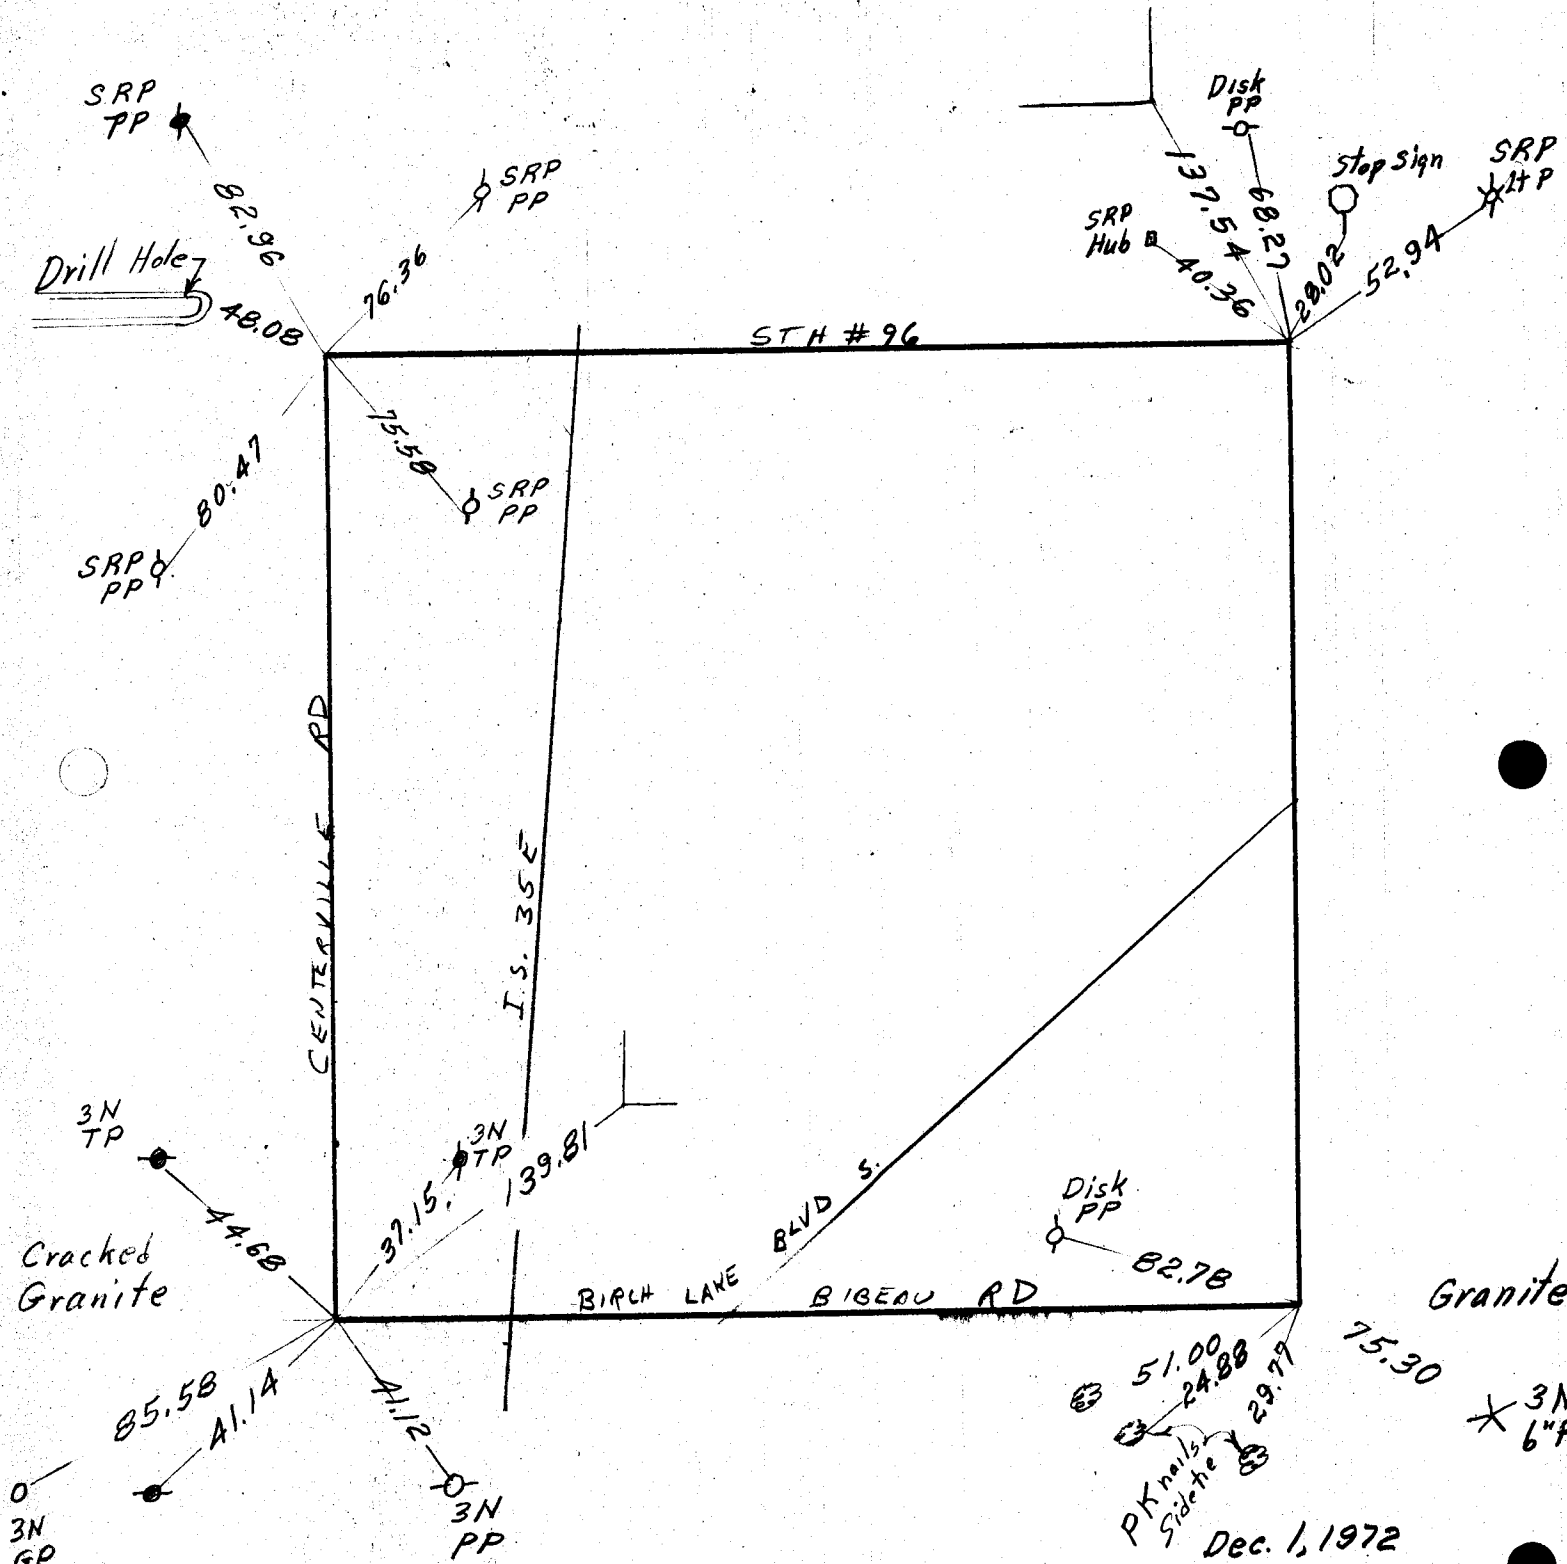 SRP
PP
82.96
SRP
PP
76.36
Drill Hole
48.08
80.47
SRP
PP
75.58
SRP
PP
Disk
PP
137.54
68.27
Stop Sign
28.02
SRP
Lt P
52.94
SRP
Hub
40.36
STH # 96
CENTERVILLE RD
I.S. 35E
3N
TP
44.68
Cracked
Granite
3N
TP
37.15
139.81
BIRCH LAKE BLVD S.
BIBEAU RD
Disk
PP
82.78
Granite
75.30
3N
6"
51.00
24.88
29.77
PK nails
Side tie
85.58
41.14
41.12
3N
GP
3N
PP
Dec. 1, 1972